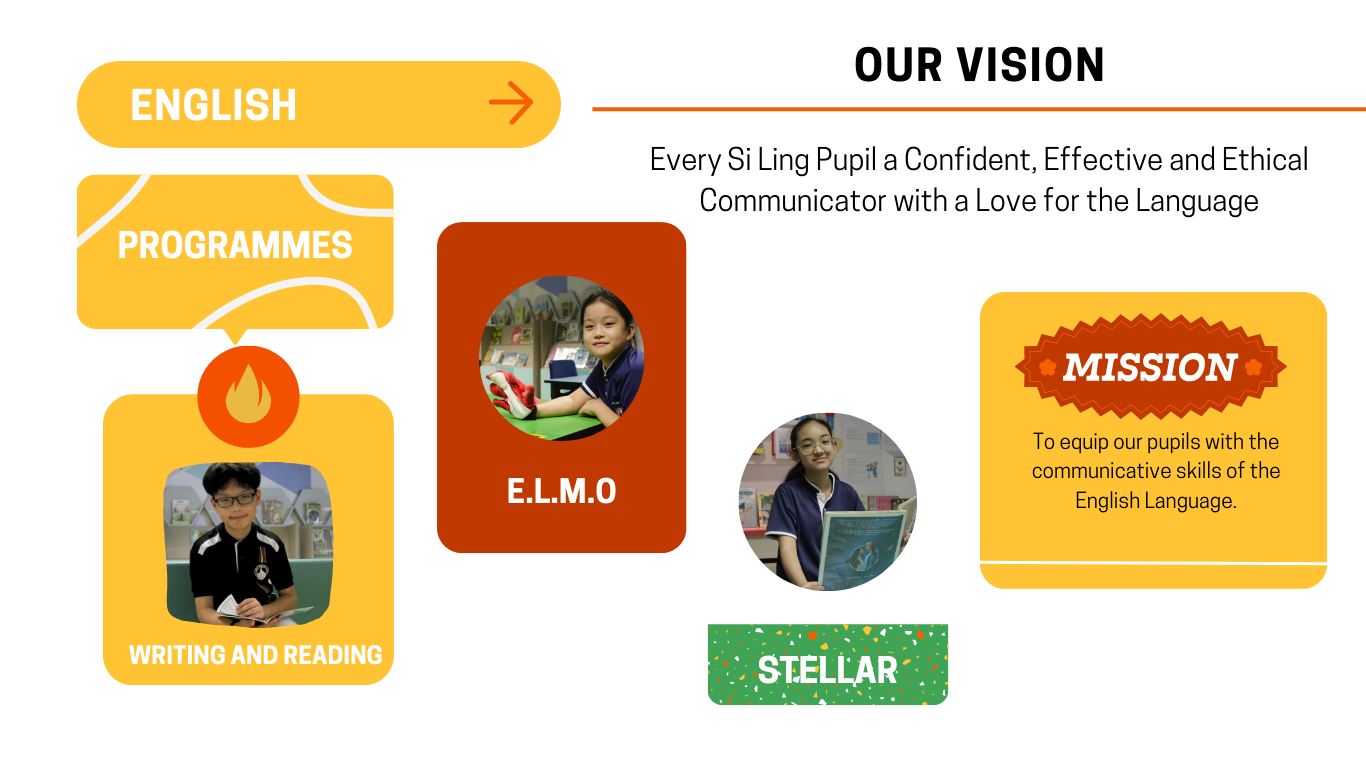 ENGLISH
PROGRAMMES
WRITING AND READING
E.L.M.O
OUR VISION
Every Si Ling Pupil a Confident, Effective and Ethical
Communicator with a Love for the Language
STELLAR
MISSION
To equip our pupils with the
communicative skills of the
English Language.